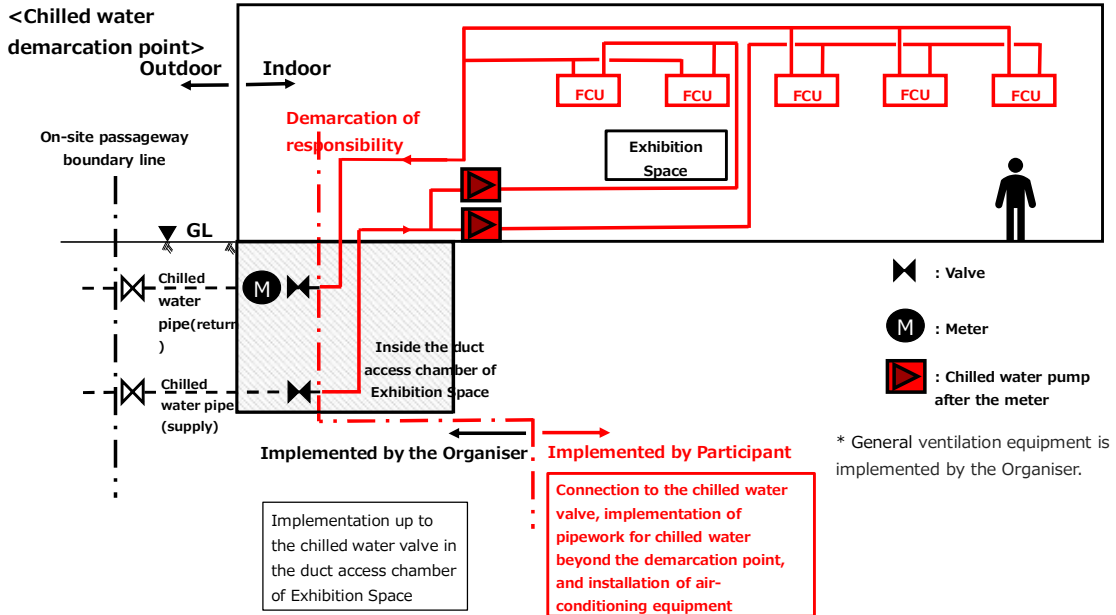 <Chilled water
demarcation point>
Outdoor
Indoor
On-site passageway
boundary line
Demarcation of
responsibility
FCU
FCU
FCU
FCU
FCU
Exhibition
Space
GL
Chilled
water
pipe(return
)
M
Inside the duct
access chamber of
Exhibition Space
Chilled
water pipe
(supply)
: Valve
M
: Meter
: Chilled water pump
after the meter
* General ventilation equipment is
implemented by the Organiser.
Implemented by the Organiser
Implemented by Participant
Implementation up to
the chilled water valve in
the duct access chamber
of Exhibition Space
Connection to the chilled water
valve, implementation of
pipework for chilled water
beyond the demarcation point,
and installation of air-
conditioning equipment